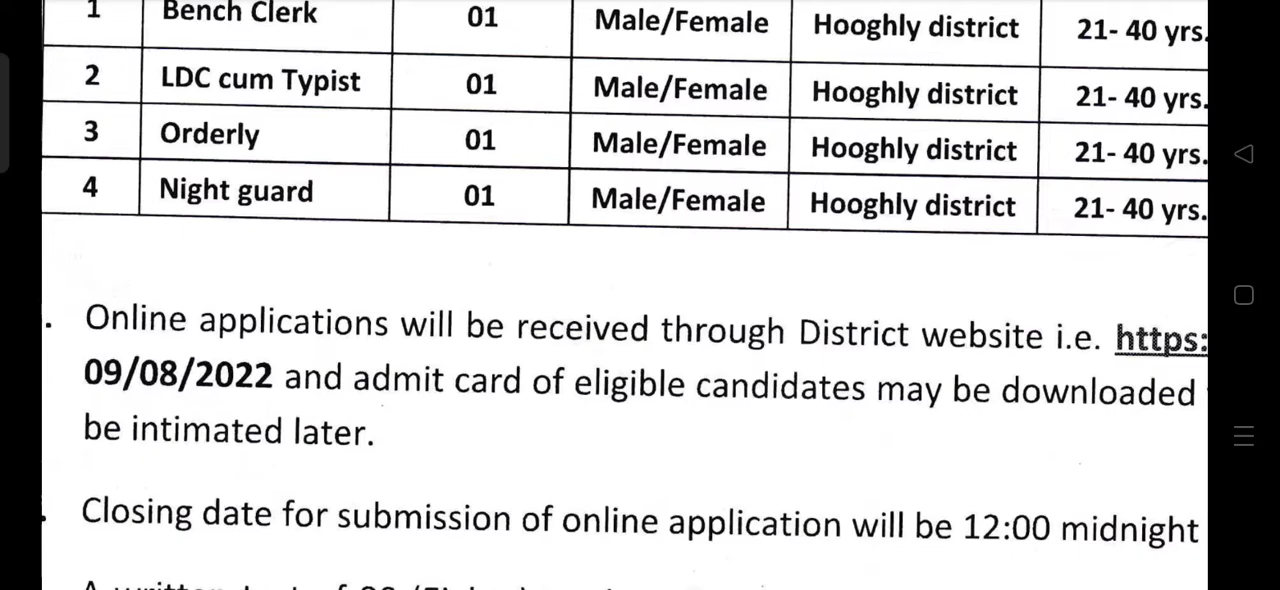 1 Bench Clerk 01 Male/Female Hooghly district 21- 40 yrs.
2 LDC cum Typist 01 Male/Female Hooghly district 21- 40 yrs.
3 Orderly 01 Male/Female Hooghly district 21- 40 yrs.
4 Night guard 01 Male/Female Hooghly district 21- 40 yrs.
. Online applications will be received through District website i.e. https:
09/08/2022 and admit card of eligible candidates may be downloaded
be intimated later.
. Closing date for submission of online application will be 12:00 midnight